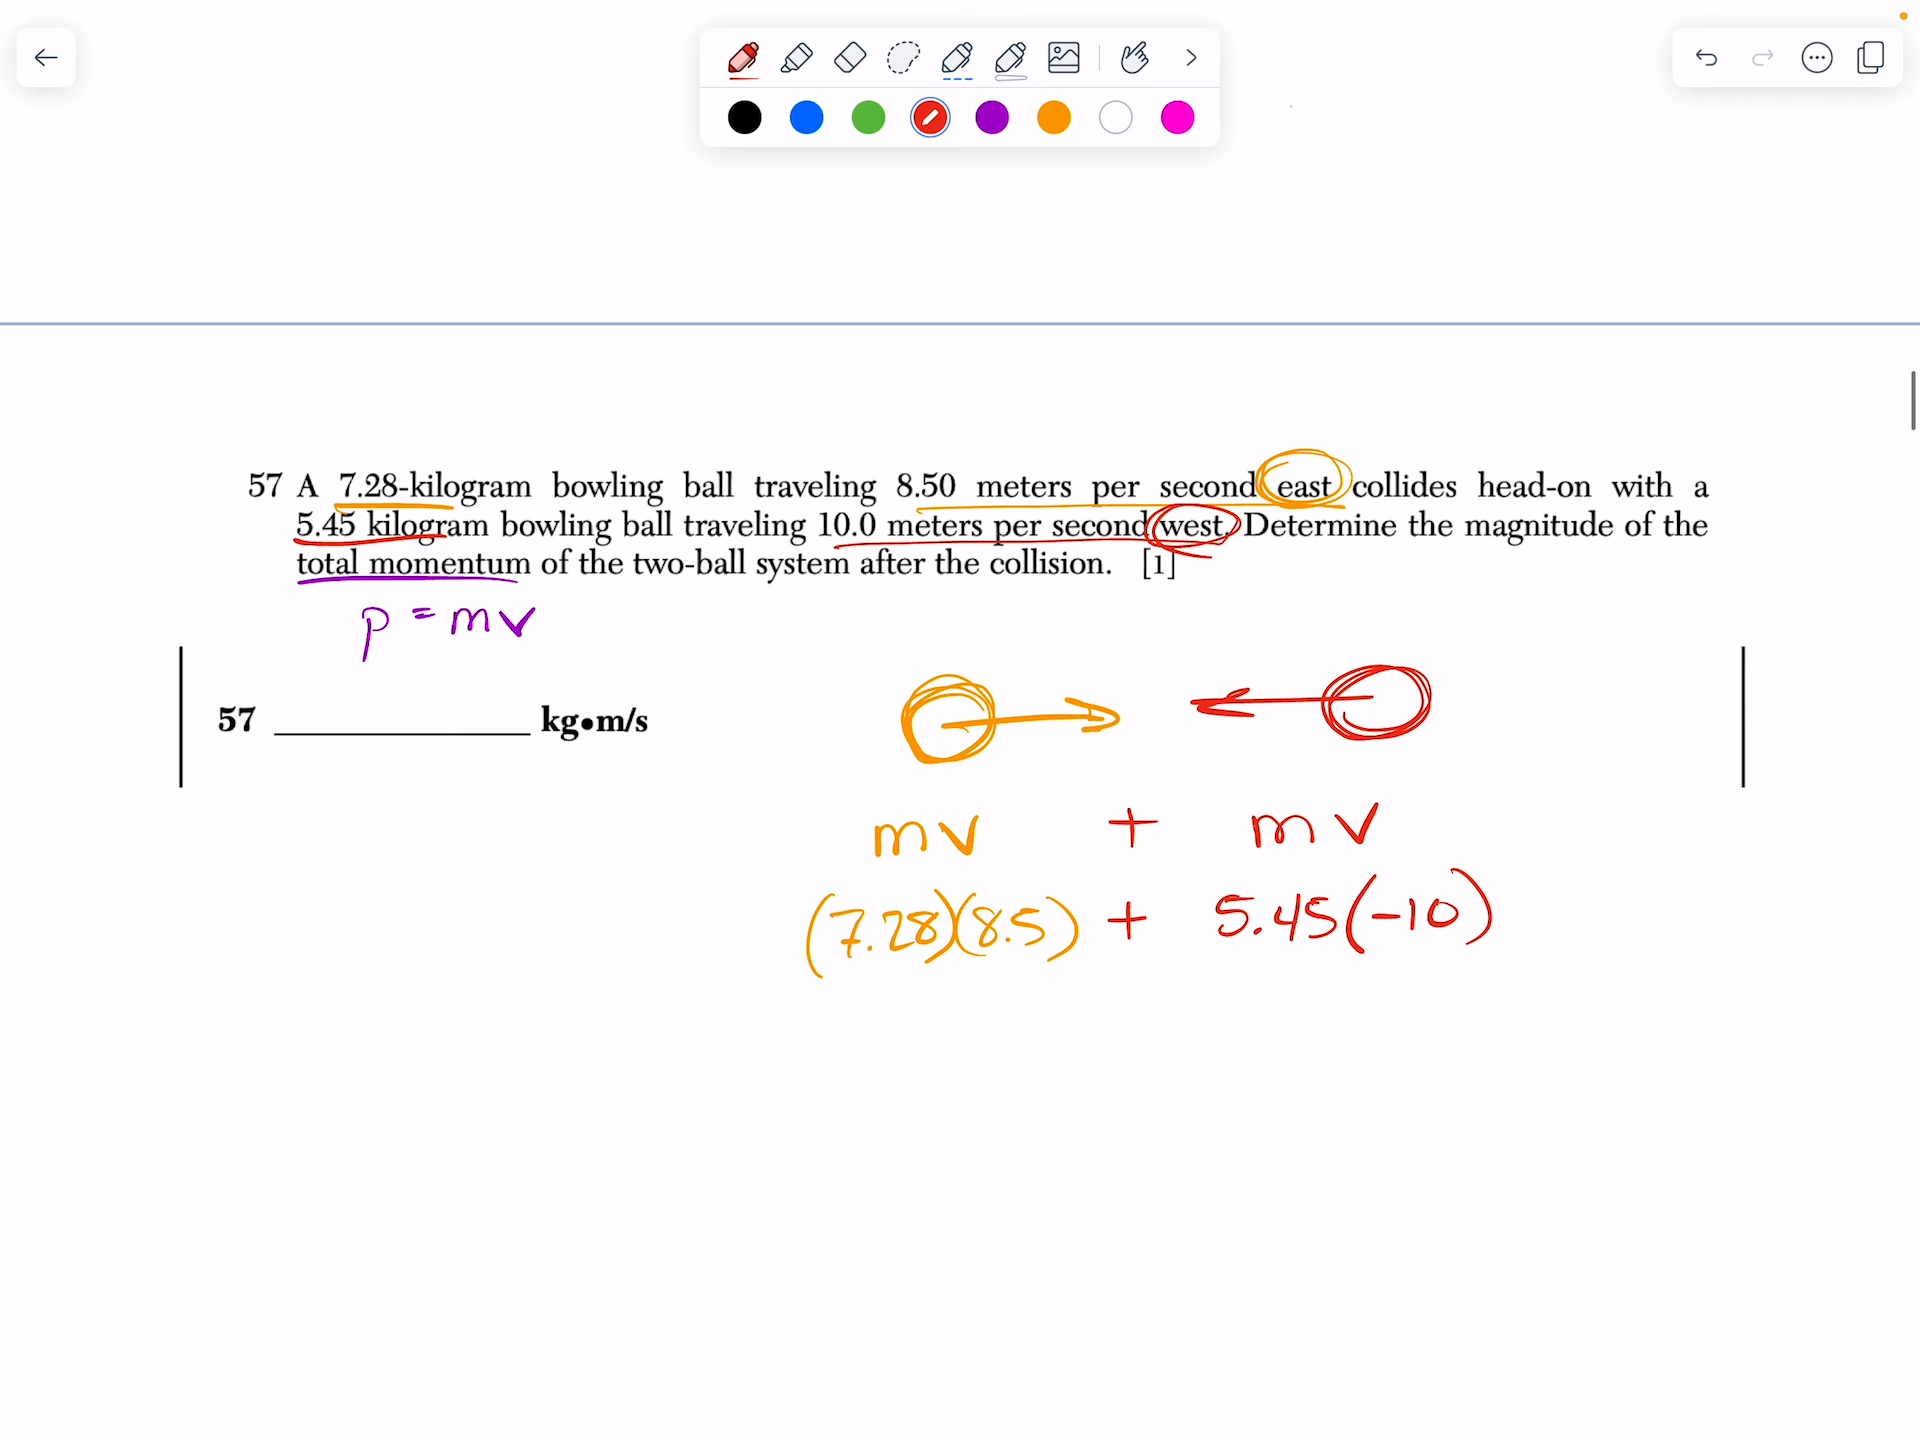 57 A 7.28-kilogram bowling ball traveling 8.50 meters per second east collides head-on with a
5.45 kilogram bowling ball traveling 10.0 meters per second west. Determine the magnitude of the
total momentum of the two-ball system after the collision. [1]
p = mv
57 ____________ kg•m/s
mv + mv
(7.28)(8.5) + 5.45(-10)